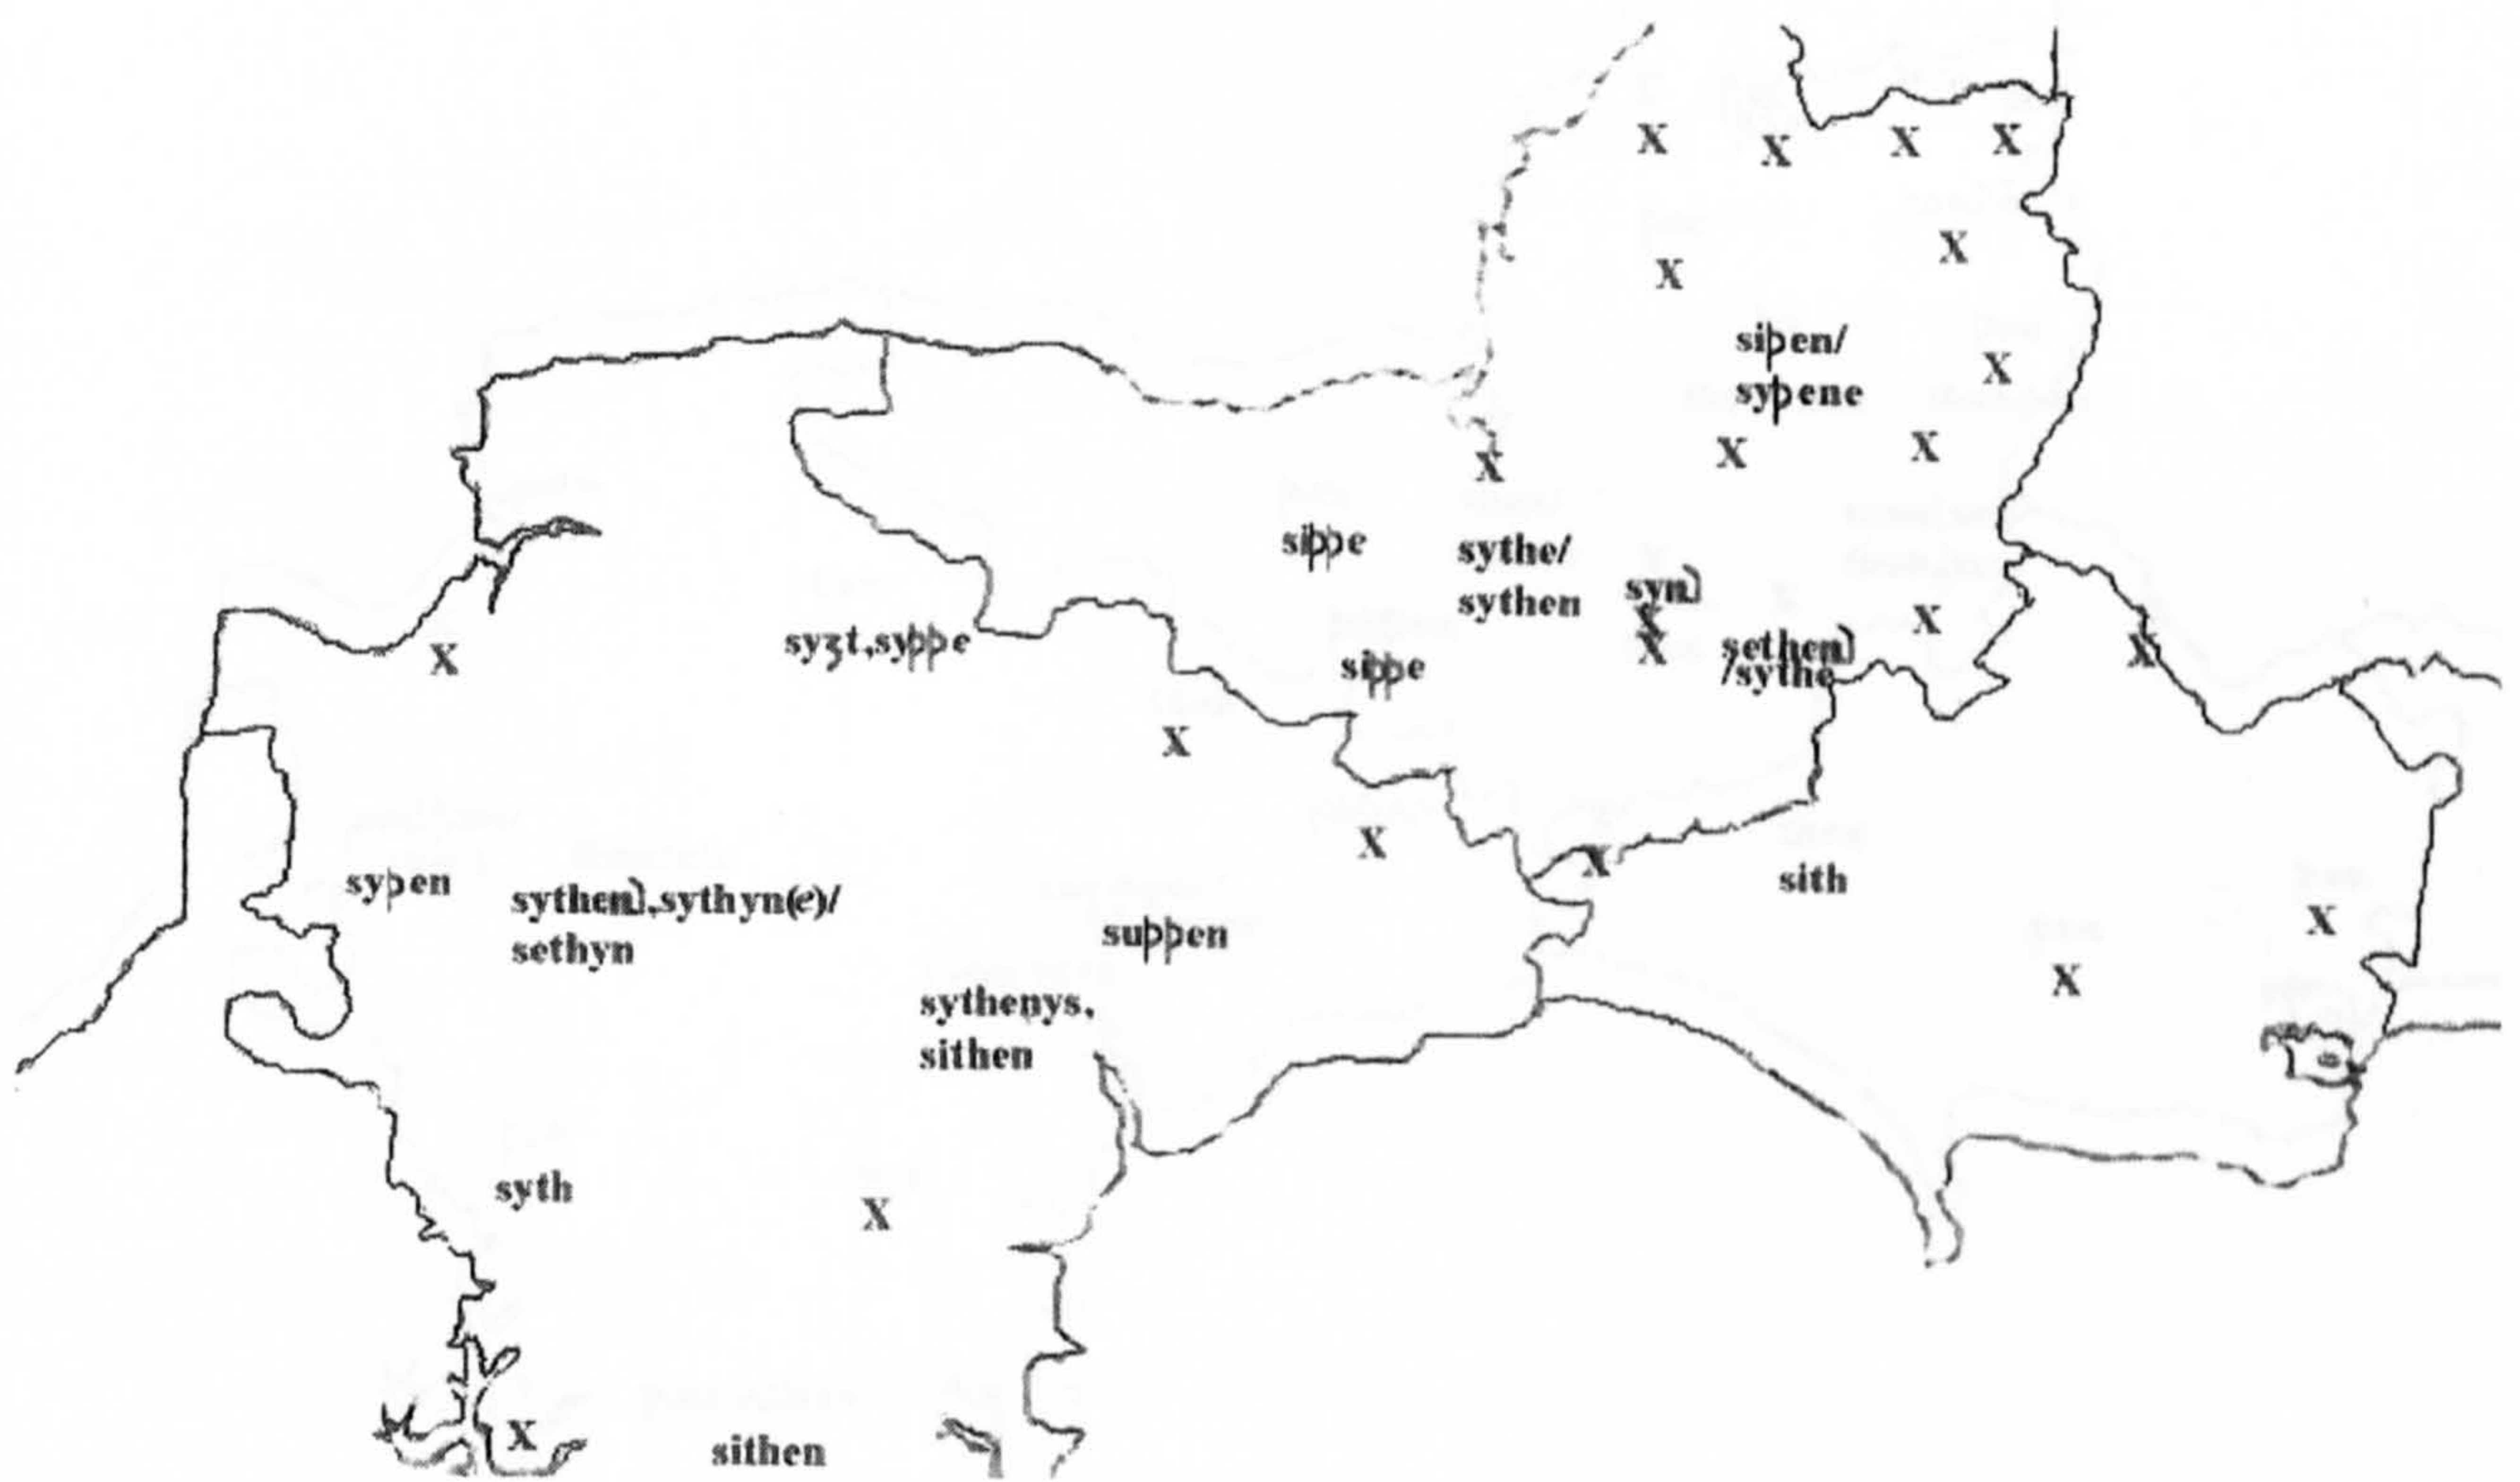 X X X X
X
X
siþen/
syþene
X
X X
X
siþþe
sythe/
sythen
syn)
X
X
X
sethen)
/sythe
X
syȝt,syþþe
siþþe
X
X
X
X
sith
syþen
sythen),sythyn(e)/
sethyn
suþþen
X
X
sythenys,
sithen
syth
X
X
sithen